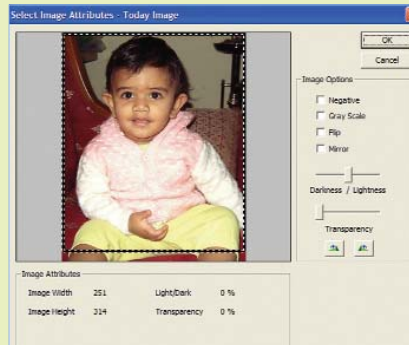 Select Image Attributes - Today Image
OK
Cancel
Image Options
Negative
Gray Scale
Flip
Mirror
Darkness / Lightness
Transparency
Image Attributes
Image Width 251 Light/Dark 0 %
Image Height 314 Transparency 0 %